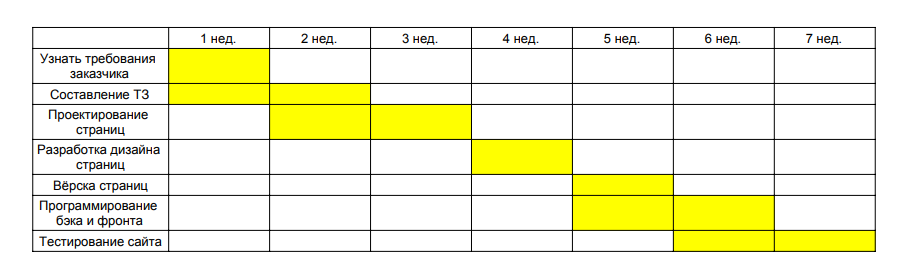 1 нед. 2 нед. 3 нед. 4 нед. 5 нед. 6 нед. 7 нед.
Узнать требования
заказчика
Составление ТЗ
Проектирование
страниц
Разработка дизайна
страниц
Вёрска страниц
Программирование
бэка и фронта
Тестирование сайта